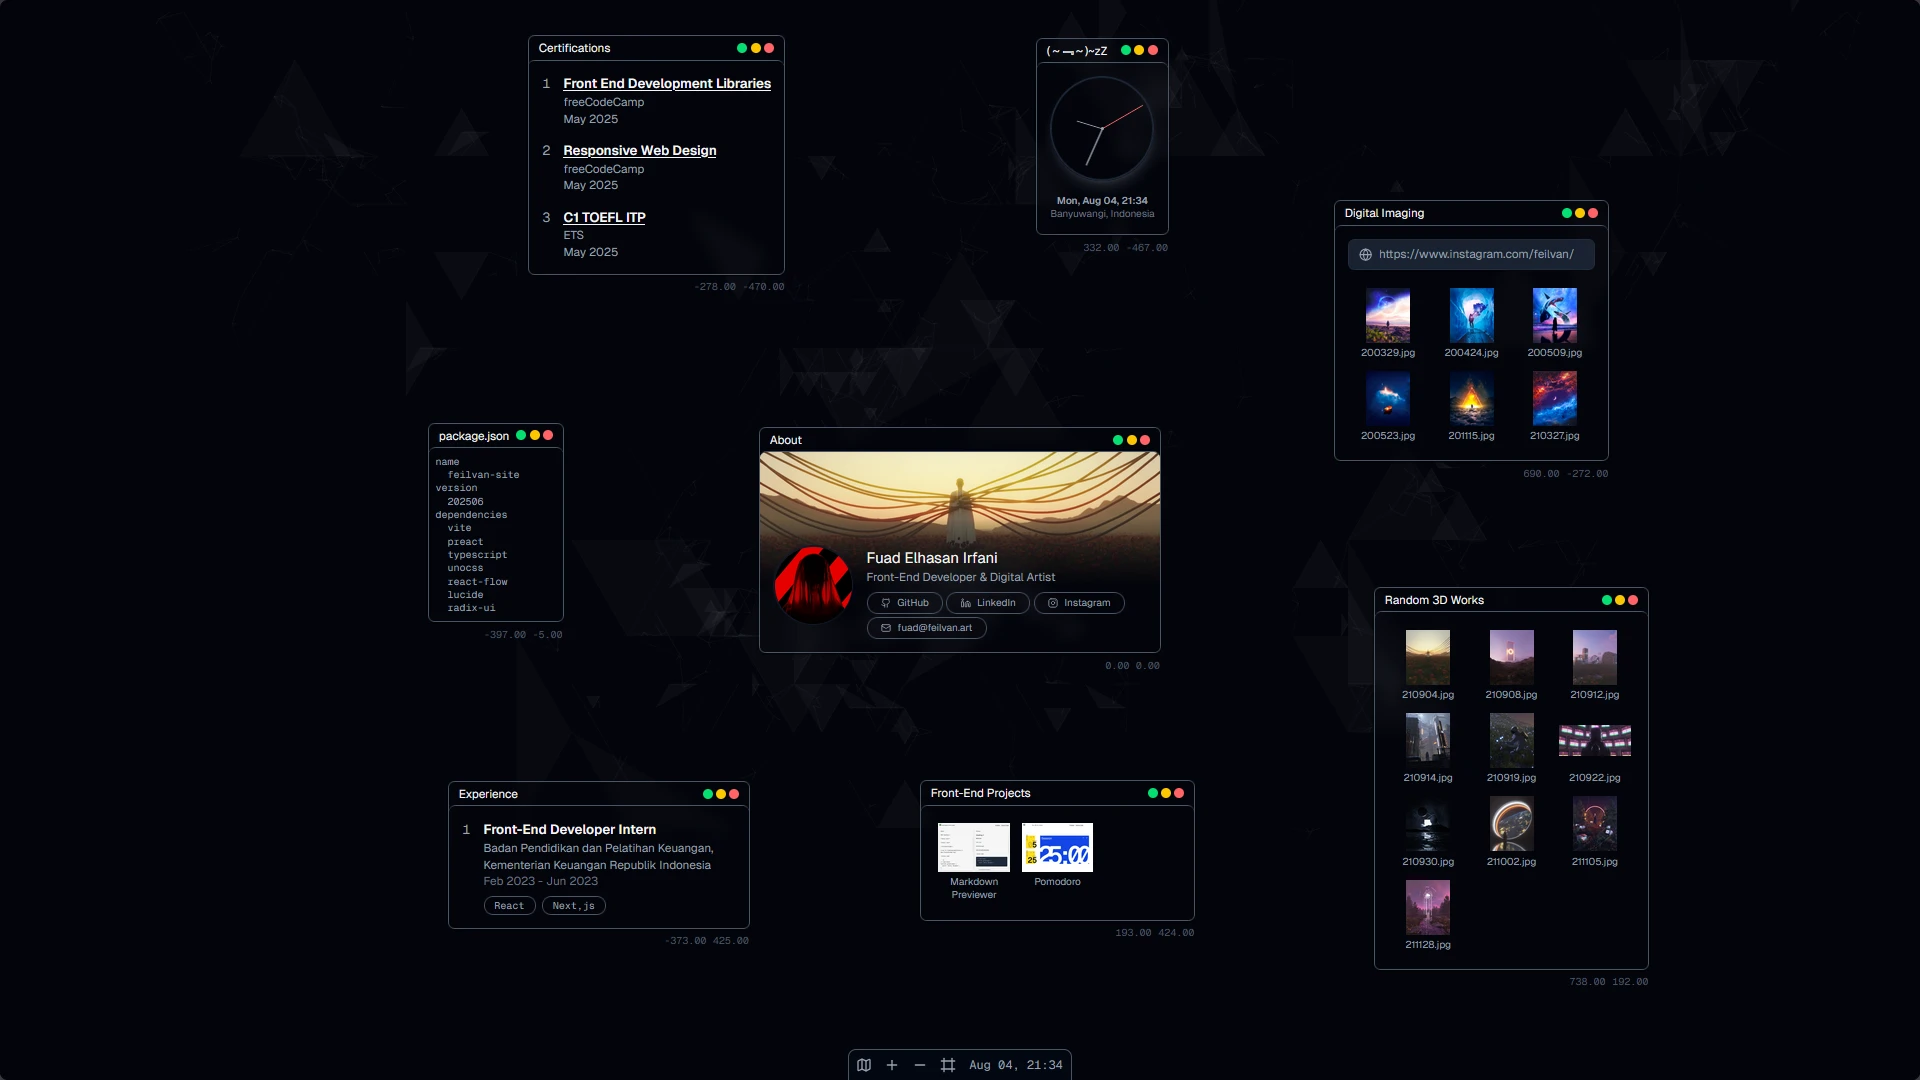 Certifications
1 Front End Development Libraries
freeCodeCamp
May 2025
2 Responsive Web Design
freeCodeCamp
May 2025
3 C1 TOEFL ITP
ETS
May 2025
-278.00 -470.00
(~﹃~)~zZ
Mon, Aug 04, 21:34
Banyuwangi, Indonesia
332.00 -467.00
Digital Imaging
https://www.instagram.com/feilvan/
200329.jpg 200424.jpg 200509.jpg
200523.jpg 201115.jpg 210327.jpg
690.00 -272.00
package.json
name
feilvan-site
version
202506
dependencies
vite
preact
typescript
unocss
react-flow
lucide
radix-ui
-397.00 -5.00
About
Fuad Elhasan Irfani
Front-End Developer & Digital Artist
GitHub LinkedIn Instagram
fuad@feilvan.art
0.00 0.00
Random 3D Works
210904.jpg 210908.jpg 210912.jpg
210914.jpg 210919.jpg 210922.jpg
210930.jpg 211002.jpg 211105.jpg
211128.jpg
738.00 192.00
Experience
1 Front-End Developer Intern
Badan Pendidikan dan Pelatihan Keuangan,
Kementerian Keuangan Republik Indonesia
Feb 2023 - Jun 2023
React Next.js
-373.00 425.00
Front-End Projects
5
25
25:00
Markdown
Previewer
Pomodoro
193.00 424.00
Aug 04, 21:34